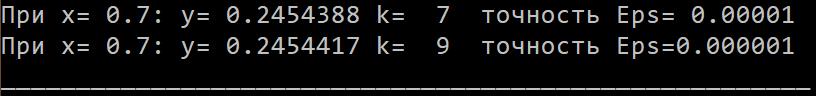 При x= 0.7: y= 0.2454388 k=  7  точность Eps= 0.00001
При x= 0.7: y= 0.2454417 k=  9  точность Eps=0.000001
______________________________________________________